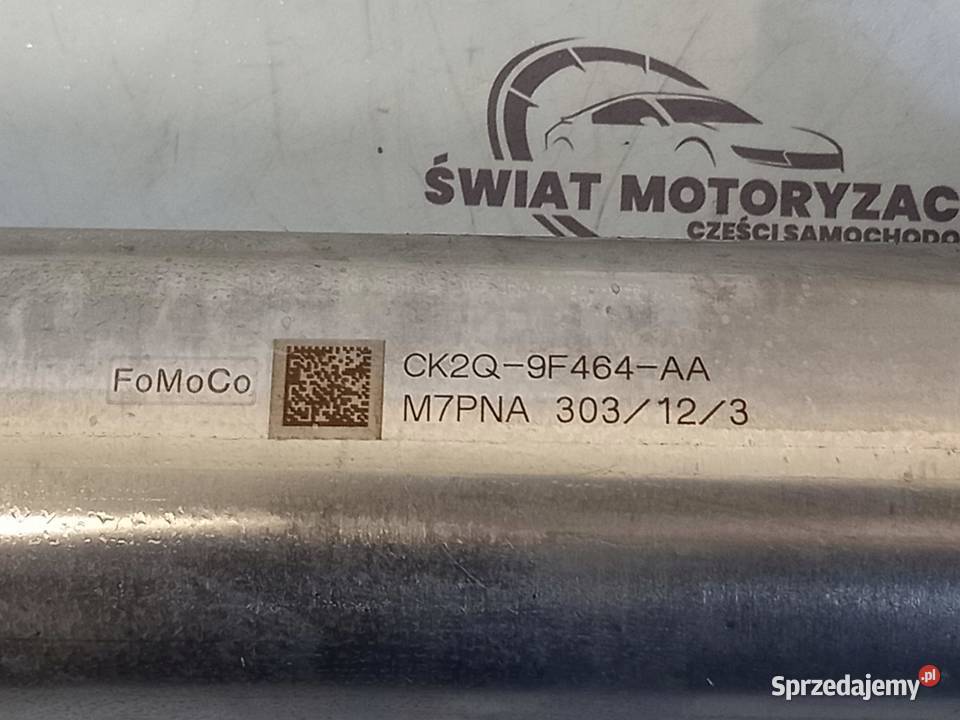 ŚWIAT MOTORYZAC
CZĘŚCI SAMOCHODO
FoMoCo
CK2Q-9F464-AA
M7PNA 303/12/3
Sprzedajemy.pl